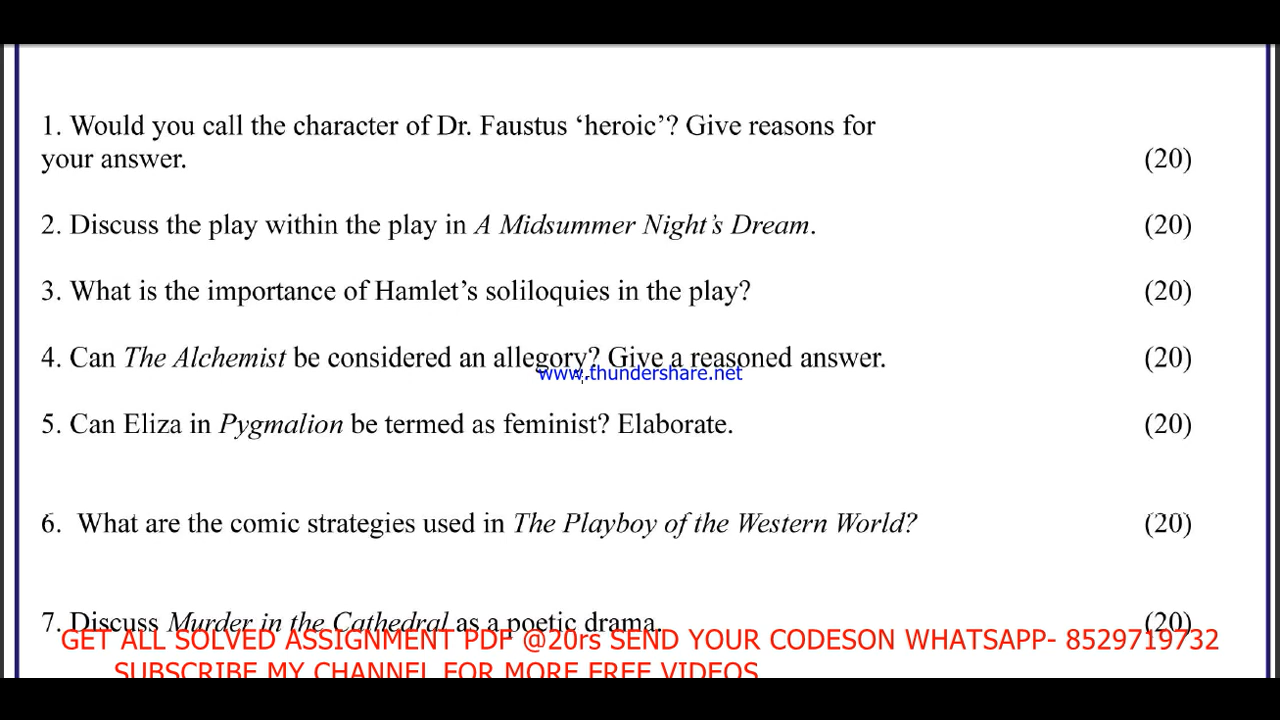 1. Would you call the character of Dr. Faustus ‘heroic’? Give reasons for
your answer. (20)
2. Discuss the play within the play in A Midsummer Night’s Dream. (20)
3. What is the importance of Hamlet’s soliloquies in the play? (20)
4. Can The Alchemist be considered an allegory? Give a reasoned answer. (20)
www.thundershare.net
5. Can Eliza in Pygmalion be termed as feminist? Elaborate. (20)
6. What are the comic strategies used in The Playboy of the Western World? (20)
7. Discuss Murder in the Cathedral as a poetic drama. (20)
GET ALL SOLVED ASSIGNMENT PDF @20rs SEND YOUR CODESON WHATSAPP- 8529719732
SUBSCRIBE MY CHANNEL FOR MORE FREE VIDEOS